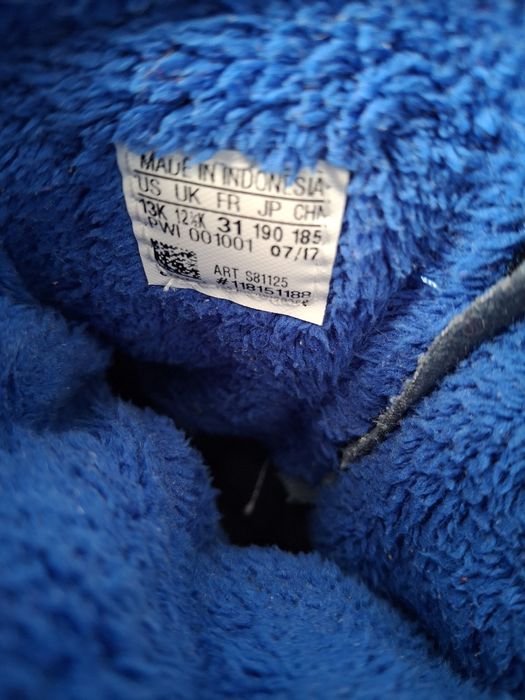 MADE IN INDONESIA
US UK FR JP CHN
13K 12½K 31 190 185
PWI 001001 07/17
ART S81125
#118151188